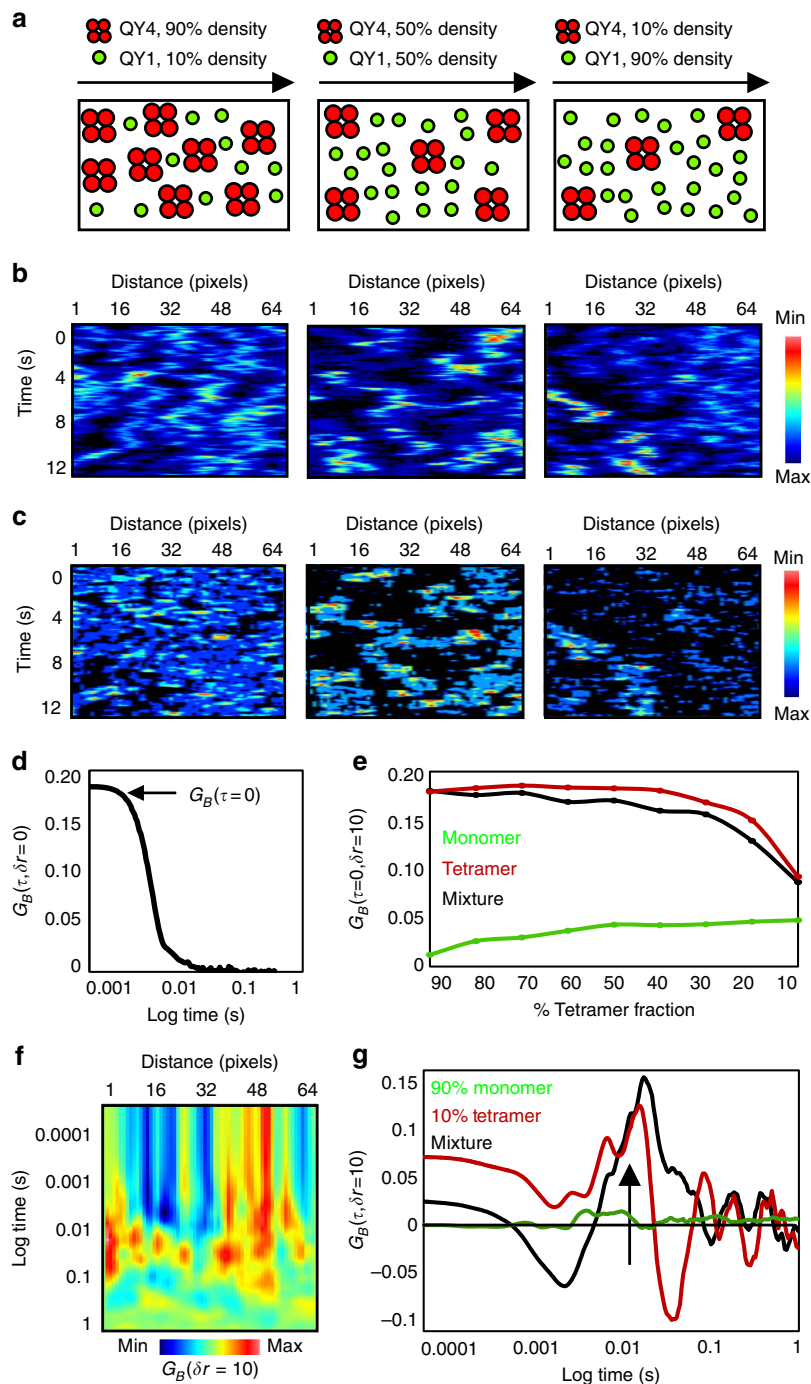 a
QY4, 90% density
QY1, 10% density
QY4, 50% density
QY1, 50% density
QY4, 10% density
QY1, 90% density
b
Distance (pixels)
1 16 32 48 64
Distance (pixels)
1 16 32 48 64
Distance (pixels)
1 16 32 48 64
Time (s)
0
4
8
12
Min
Max
c
Distance (pixels)
1 16 32 48 64
Distance (pixels)
1 16 32 48 64
Distance (pixels)
1 16 32 48 64
Time (s)
0
4
8
12
Min
Max
d
G_B(τ, δr = 0)
0.20
0.15
0.10
0.05
0
G_B(τ = 0)
0.001 0.01 0.1 1
Log time (s)
e
G_B(τ=0,δr=10)
0.20
0.15
0.10
0.05
0
Monomer
Tetramer
Mixture
90 80 70 60 50 40 30 20 10
% Tetramer fraction
f
Distance (pixels)
1 16 32 48 64
Log time (s)
0.0001
0.001
0.01
0.1
1
Min Max
G_B(δr = 10)
g
G_B(τ,δr=10)
0.15
0.1
0.05
0
−0.05
−0.1
90% monomer
10% tetramer
Mixture
0.0001 0.001 0.01 0.1 1
Log time (s)